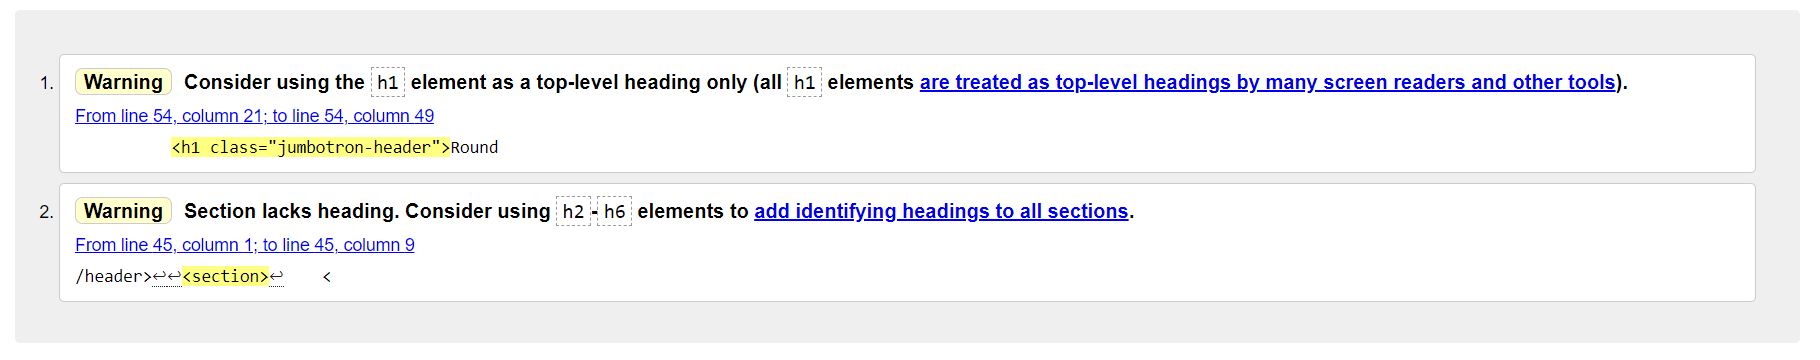 1. Warning Consider using the h1 element as a top-level heading only (all h1 elements are treated as top-level headings by many screen readers and other tools).
From line 54, column 21; to line 54, column 49
<h1 class="jumbotron-header">Round
2. Warning Section lacks heading. Consider using h2-h6 elements to add identifying headings to all sections.
From line 45, column 1; to line 45, column 9
/header>↩↩<section>↩    <